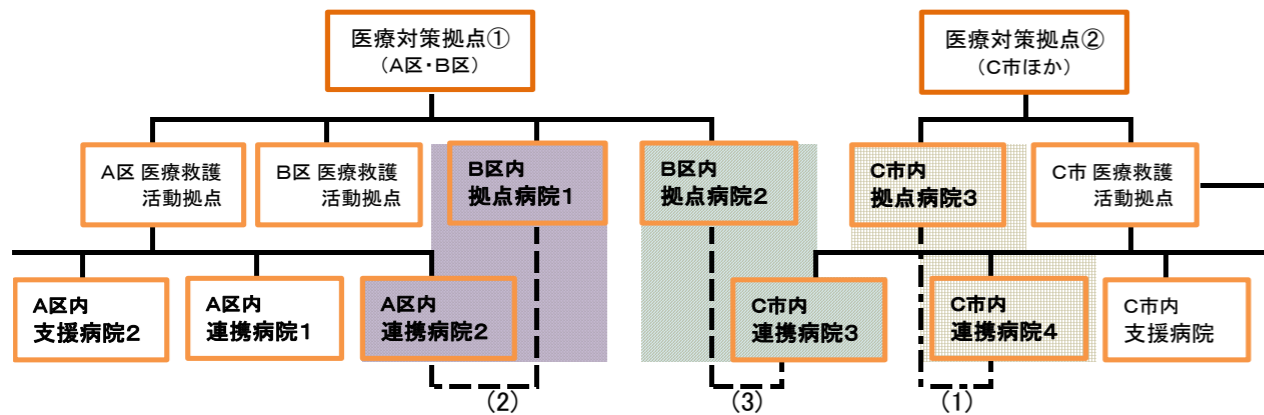 医療対策拠点①
(A区・B区)
医療対策拠点②
(C市ほか)
A区 医療救護
活動拠点
B区 医療救護
活動拠点
B区内
拠点病院1
B区内
拠点病院2
C市内
拠点病院3
C市 医療救護
活動拠点
A区内
支援病院2
A区内
連携病院1
A区内
連携病院2
C市内
連携病院3
C市内
連携病院4
C市内
支援病院
(2)
(3)
(1)